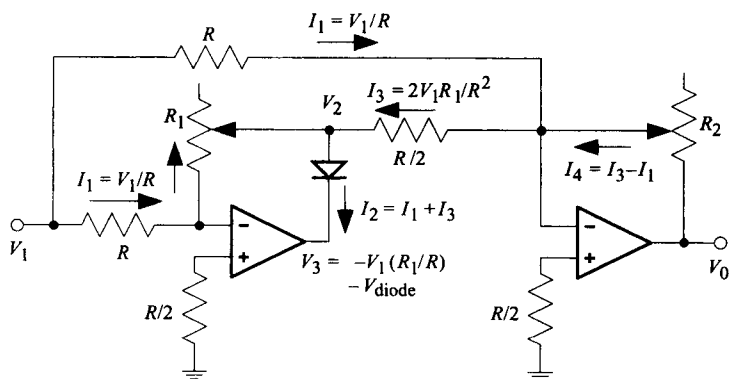 R
I₁ = V₁/R
R₁
V₂
I₃ = 2V₁R₁/R²
R/2
R₂
I₄ = I₃–I₁
I₁ = V₁/R
I₂ = I₁ + I₃
V₁
R
–
+
V₃ = –V₁ (R₁/R)
– Vdiode
–
+
V₀
R/2
R/2